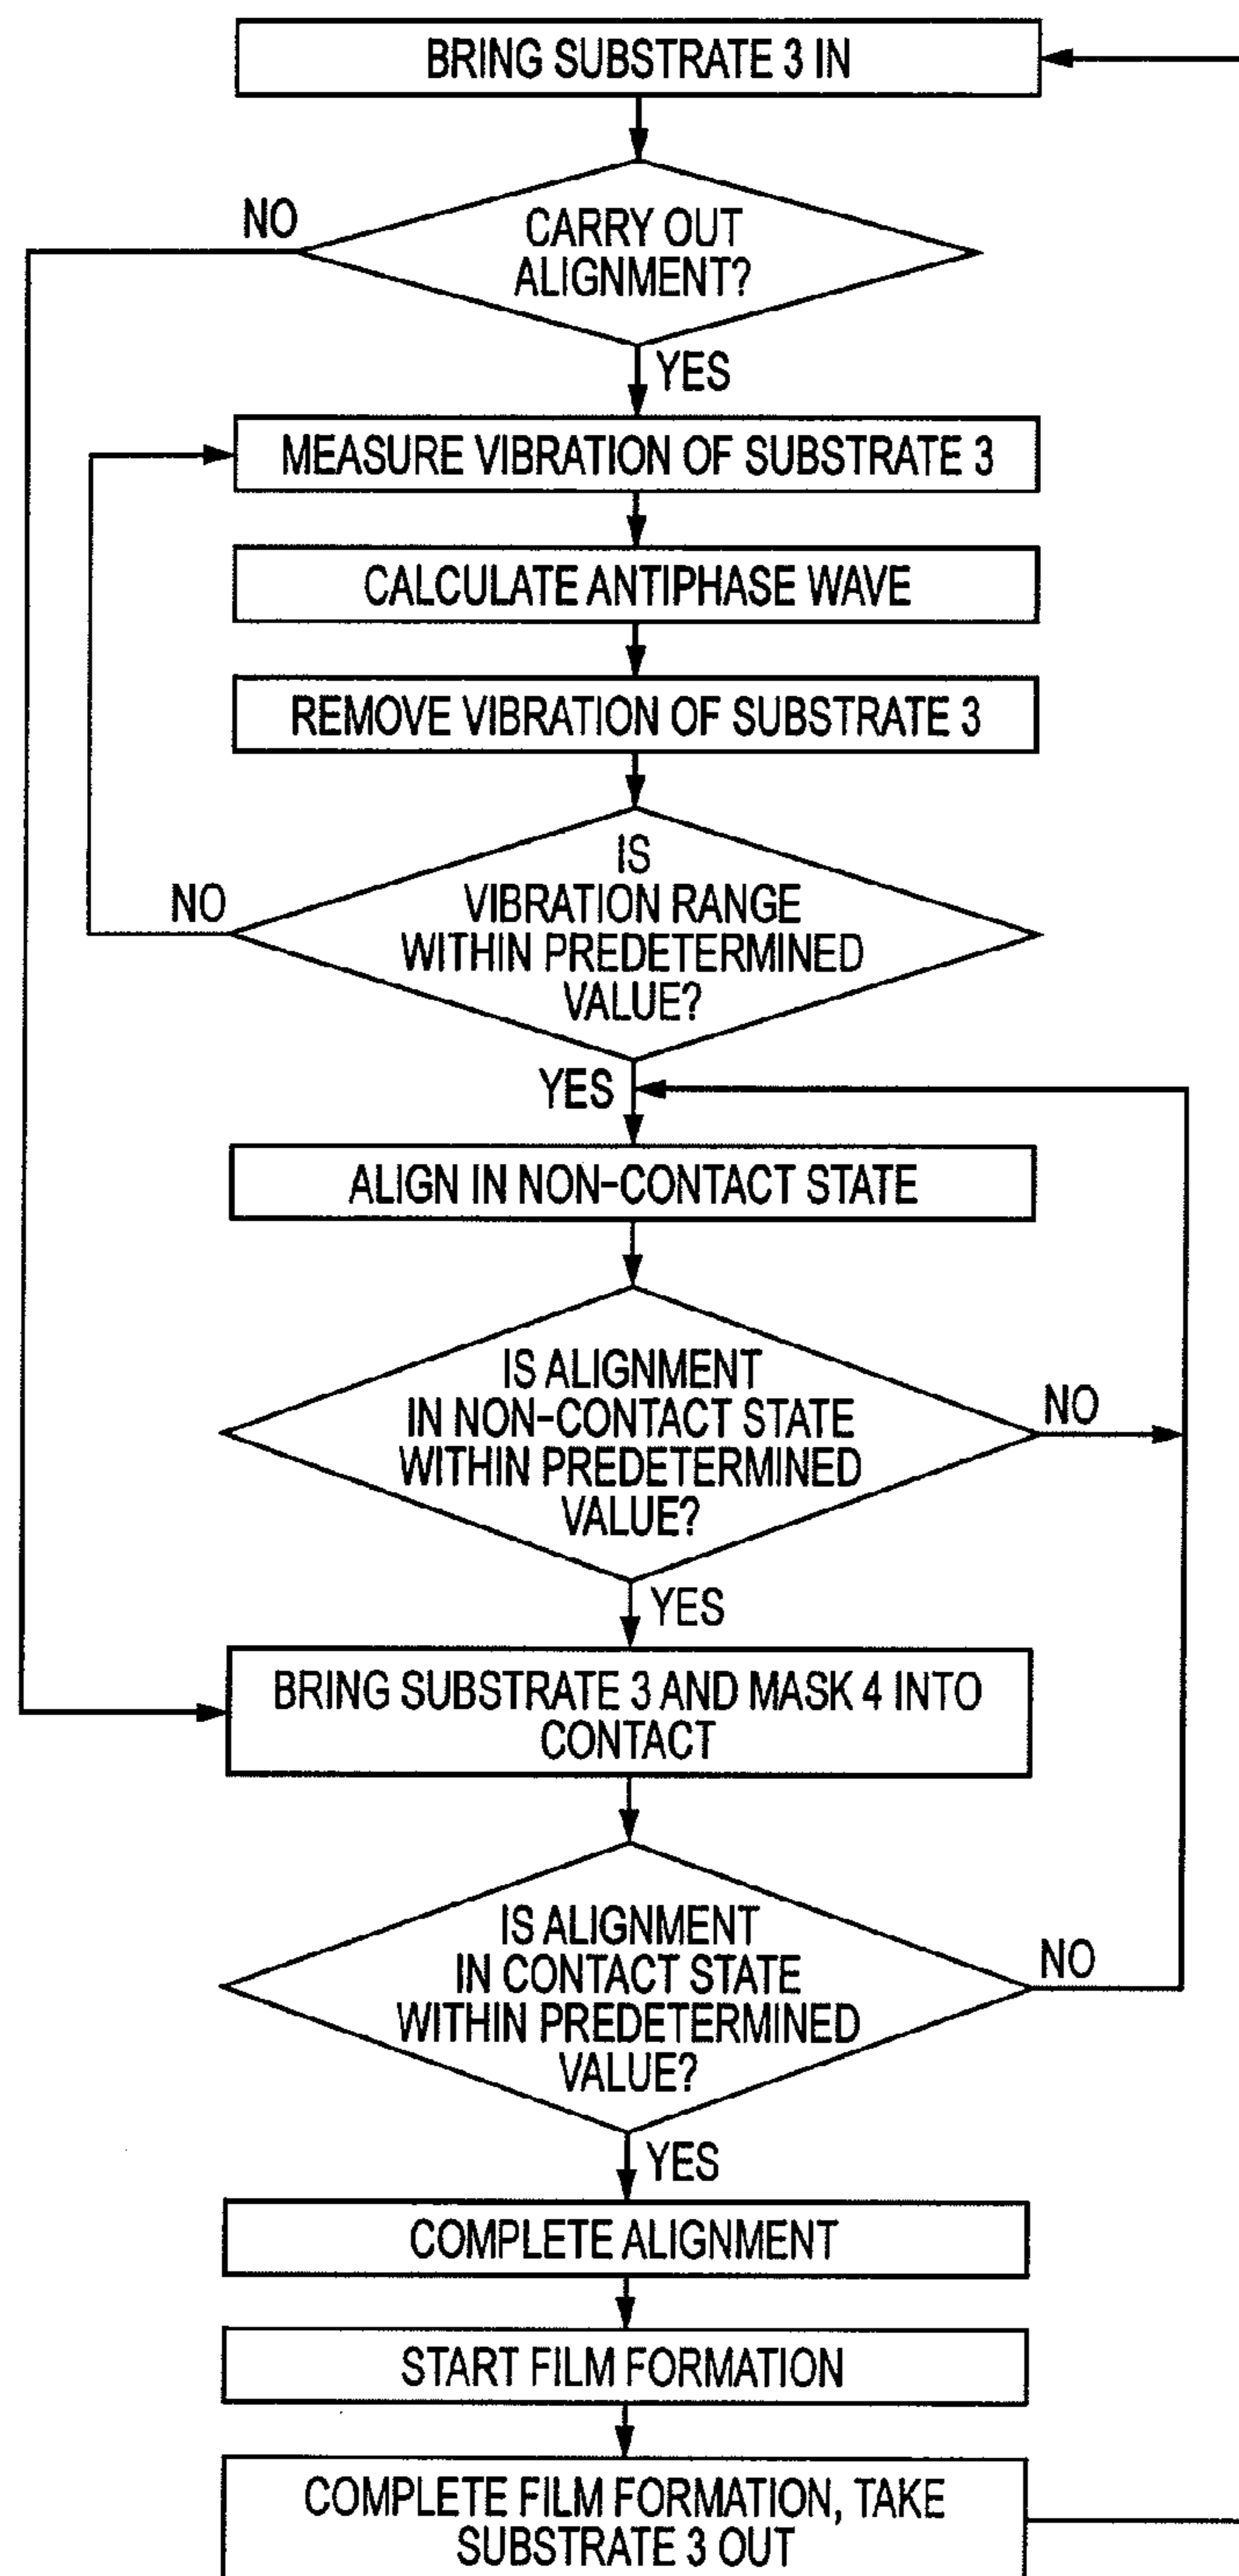 BRING SUBSTRATE 3 IN
NO
CARRY OUT
ALIGNMENT?
YES
MEASURE VIBRATION OF SUBSTRATE 3
CALCULATE ANTIPHASE WAVE
REMOVE VIBRATION OF SUBSTRATE 3
IS
VIBRATION RANGE
WITHIN PREDETERMINED
VALUE?
NO
YES
ALIGN IN NON-CONTACT STATE
IS ALIGNMENT
IN NON-CONTACT STATE
WITHIN PREDETERMINED
VALUE?
NO
YES
BRING SUBSTRATE 3 AND MASK 4 INTO
CONTACT
IS ALIGNMENT
IN CONTACT STATE
WITHIN PREDETERMINED
VALUE?
NO
YES
COMPLETE ALIGNMENT
START FILM FORMATION
COMPLETE FILM FORMATION, TAKE
SUBSTRATE 3 OUT